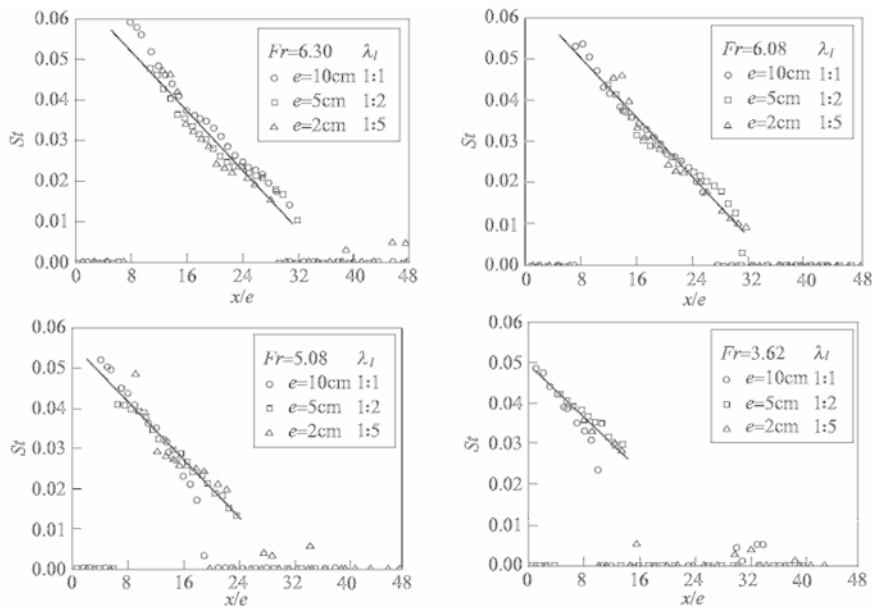 0.06
0.05
0.04
0.03
0.02
0.01
0.00
St
Fr=6.30 λl
e=10cm 1:1
e=5cm 1:2
e=2cm 1:5
0 8 16 24 32 40 48
x/e
0.06
0.05
0.04
0.03
0.02
0.01
0.00
St
Fr=6.08 λl
e=10cm 1:1
e=5cm 1:2
e=2cm 1:5
0 8 16 24 32 40 48
x/e
0.06
0.05
0.04
0.03
0.02
0.01
0.00
St
Fr=5.08 λl
e=10cm 1:1
e=5cm 1:2
e=2cm 1:5
0 8 16 24 32 40 48
x/e
0.06
0.05
0.04
0.03
0.02
0.01
0.00
St
Fr=3.62 λl
e=10cm 1:1
e=5cm 1:2
e=2cm 1:5
0 8 16 24 32 40 48
x/e